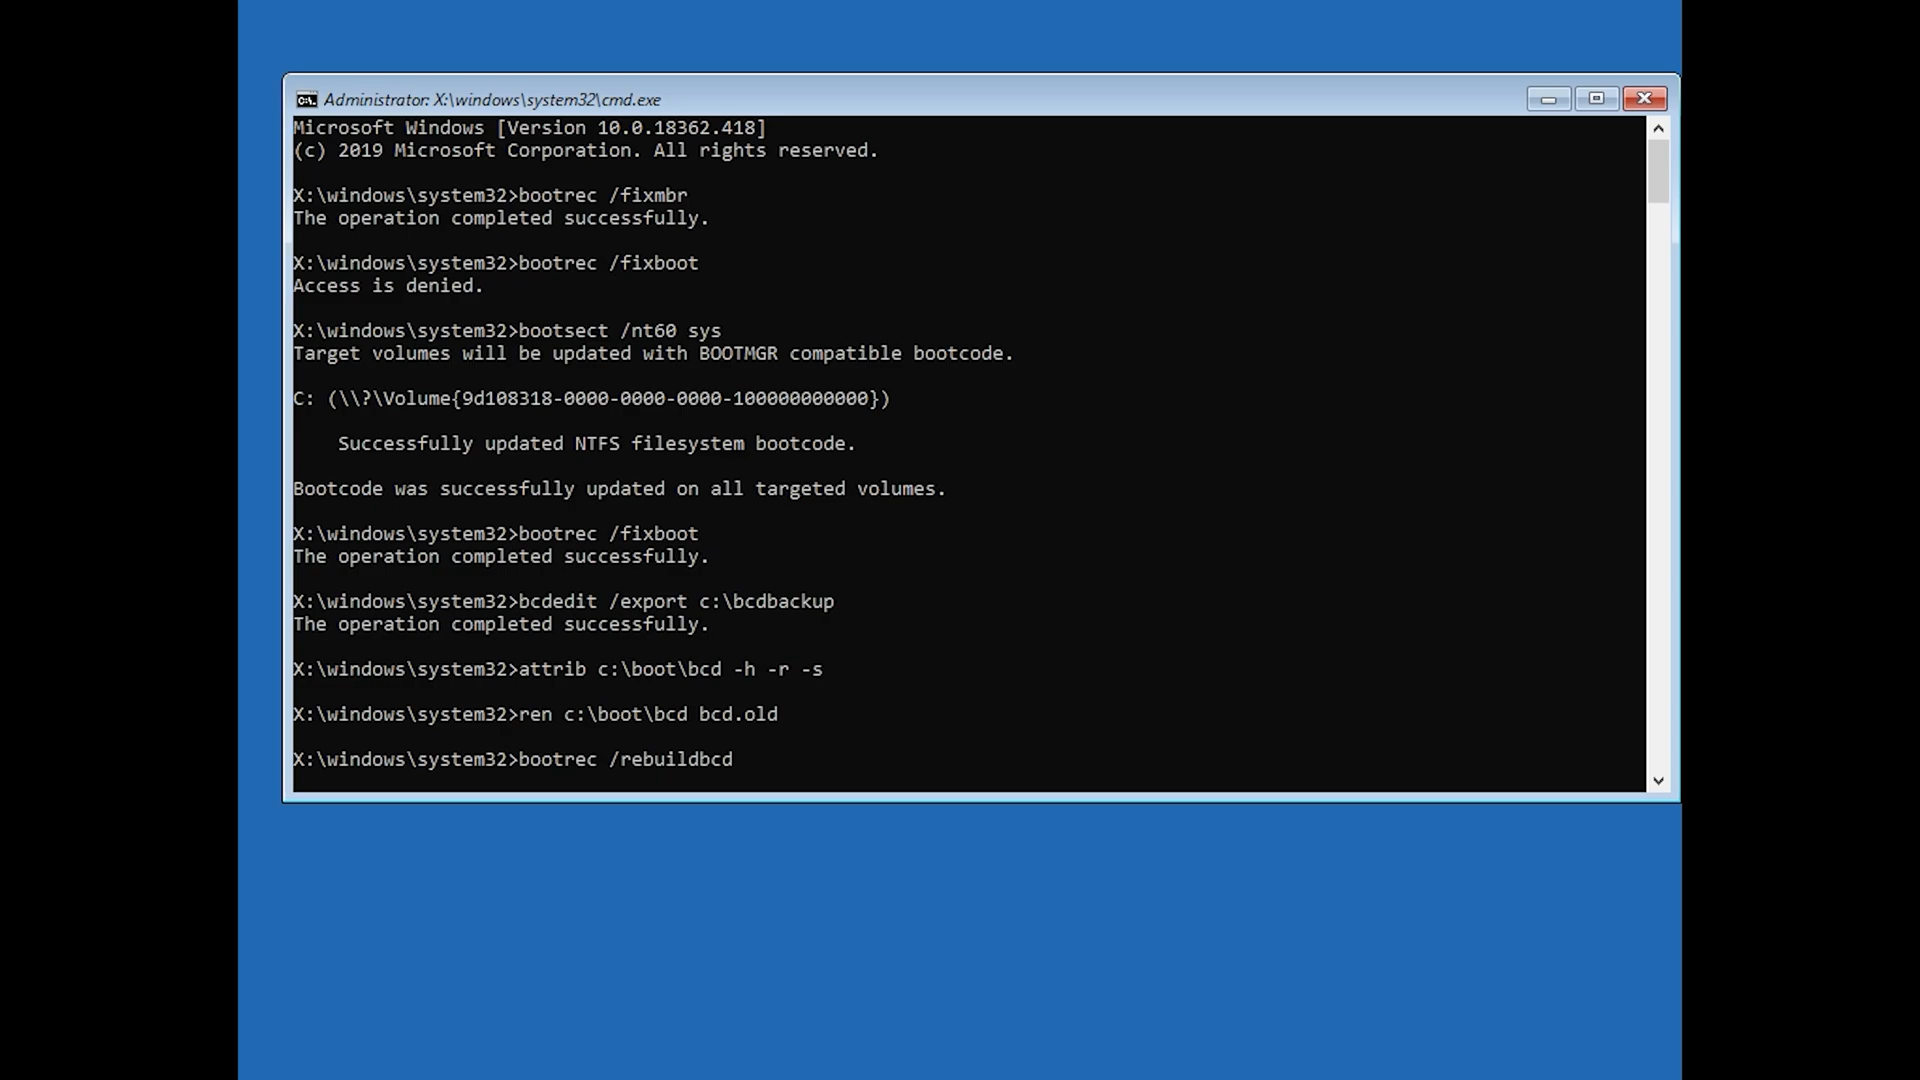 Administrator: X:\windows\system32\cmd.exe
Microsoft Windows [Version 10.0.18362.418]
(c) 2019 Microsoft Corporation. All rights reserved.
X:\windows\system32>bootrec /fixmbr
The operation completed successfully.
X:\windows\system32>bootrec /fixboot
Access is denied.
X:\windows\system32>bootsect /nt60 sys
Target volumes will be updated with BOOTMGR compatible bootcode.
C: (\\?\Volume{9d108318-0000-0000-0000-100000000000})
Successfully updated NTFS filesystem bootcode.
Bootcode was successfully updated on all targeted volumes.
X:\windows\system32>bootrec /fixboot
The operation completed successfully.
X:\windows\system32>bcdedit /export c:\bcdbackup
The operation completed successfully.
X:\windows\system32>attrib c:\boot\bcd -h -r -s
X:\windows\system32>ren c:\boot\bcd bcd.old
X:\windows\system32>bootrec /rebuildbcd